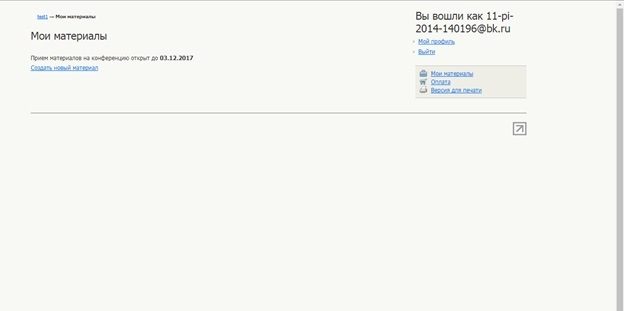 test1 — Мои материалы
Мои материалы
Прием материалов на конференцию открыт до 03.12.2017
Создать новый материал
Вы вошли как 11-pi-
2014-140196@bk.ru
Мой профиль
Выйти
Мои материалы
Оплата
Версия для печати